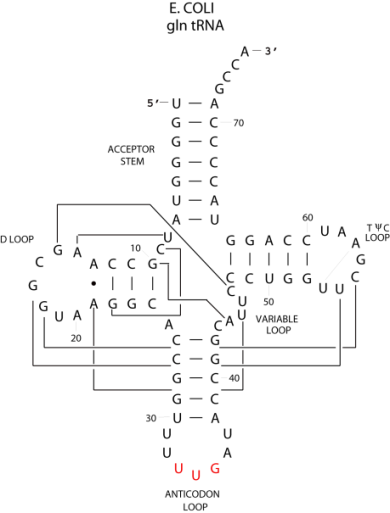 E. COLI
gln tRNA
A – 3′
C
C
G
5′ – U – A
G – C – 70
G – C
ACCEPTOR
STEM
G – C
G – C
U – A
A – U
60
U A A
T Ψ C
LOOP
D LOOP
U
C
10
G G A C C
G A A C C G
C
G
C
C C U G G U U C
A A G G C
G
U A
20
C
U
U
50
VARIABLE
LOOP
A
C A
C – G
C – G
G – C 40
G – C
30 U – A
U U
U A
U U G
ANTICODON
LOOP